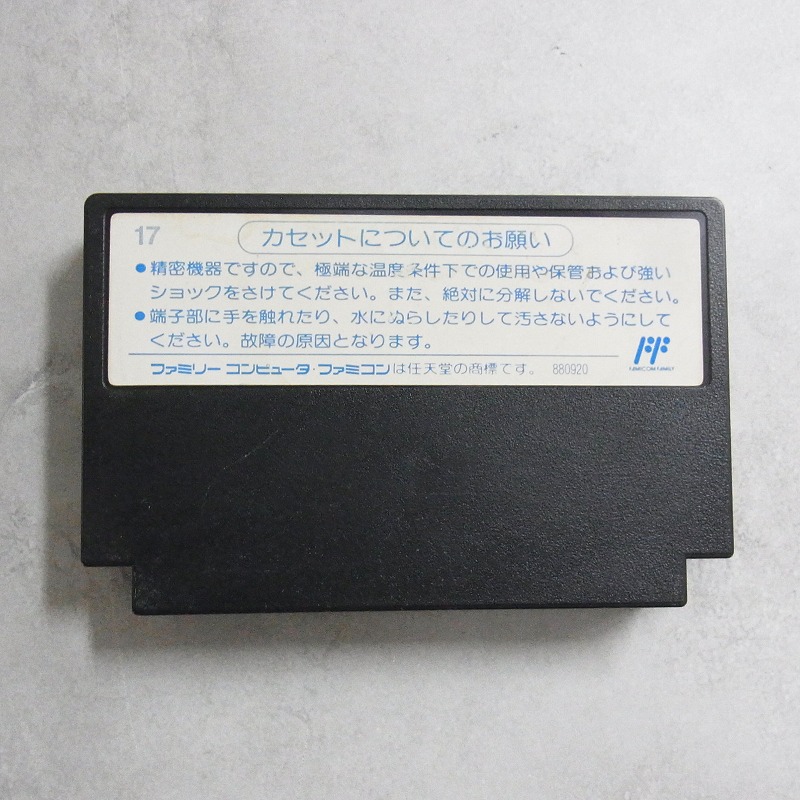 17
カセットについてのお願い
●精密機器ですので、極端な温度条件下での使用や保管および強い
ショックをさけてください。また、絶対に分解しないでください。
●端子部に手を触れたり、水にぬらしたりして汚さないようにして
ください。故障の原因となります。
ファミリー コンピュータ・ファミコンは任天堂の商標です。 880920
FF
FAMICOM FAMILY